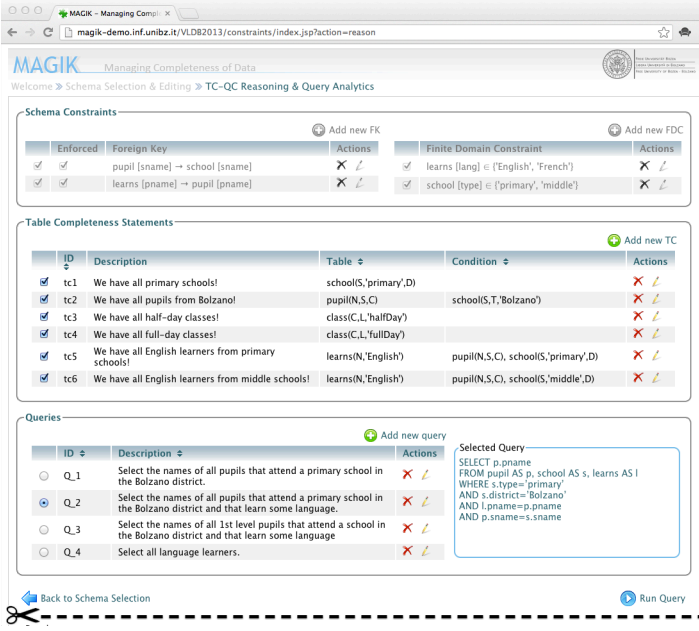 MAGIK – Managing Comple
magik-demo.inf.unibz.it/VLDB2013/constraints/index.jsp?action=reason
MAGIK Managing Completeness of Data
Welcome » Schema Selection & Editing » TC-QC Reasoning & Query Analytics
Schema Constraints
Add new FK
Add new FDC
Enforced Foreign Key Actions
Finite Domain Constraint Actions
pupil [sname] → school [sname]
learns [lang] ∈ {'English', 'French'}
learns [pname] → pupil [pname]
school [type] ∈ {'primary', 'middle'}
Table Completeness Statements
Add new TC
ID Description Table Condition Actions
tc1 We have all primary schools! school(S,'primary',D)
tc2 We have all pupils from Bolzano! pupil(N,S,C) school(S,T,'Bolzano')
tc3 We have all half-day classes! class(C,L,'halfDay')
tc4 We have all full-day classes! class(C,L,'fullDay')
tc5 We have all English learners from primary schools! learns(N,'English') pupil(N,S,C), school(S,'primary',D)
tc6 We have all English learners from middle schools! learns(N,'English') pupil(N,S,C), school(S,'middle',D)
Queries
Add new query
ID Description Actions
Q_1 Select the names of all pupils that attend a primary school in
the Bolzano district.
Q_2 Select the names of all pupils that attend a primary school in
the Bolzano district and that learn some language.
Q_3 Select the names of all 1st level pupils that attend a school in
the Bolzano district and that learn some language
Q_4 Select all language learners.
Selected Query
SELECT p.pname
FROM pupil AS p, school AS s, learns AS l
WHERE s.type='primary'
AND s.district='Bolzano'
AND l.pname=p.pname
AND p.sname=s.sname
Back to Schema Selection
Run Query